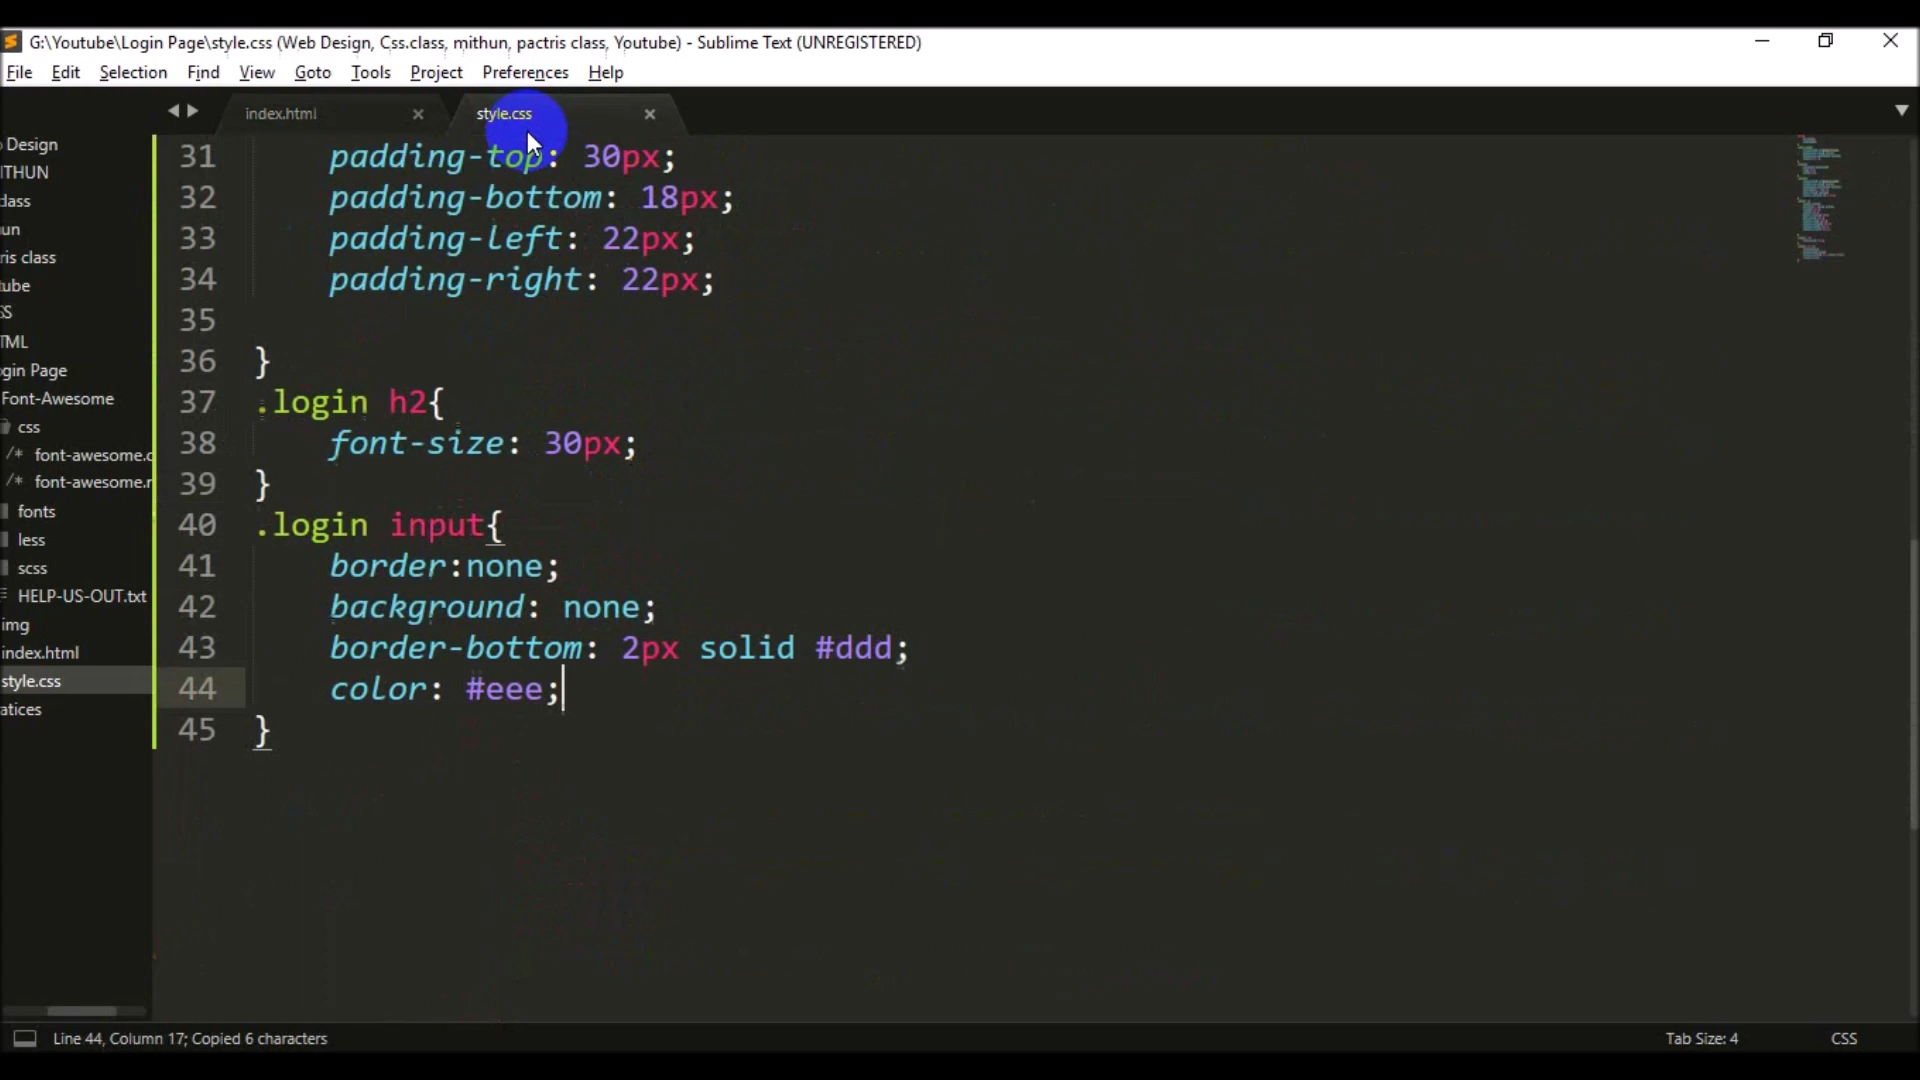 G:\Youtube\Login Page\style.css (Web Design, Css.class, mithun, pactris class, Youtube) - Sublime Text (UNREGISTERED)
File Edit Selection Find View Goto Tools Project Preferences Help
index.html style.css
Design
ITHUN
lass
un
ris class
tube
SS
TML
gin Page
Font-Awesome
css
/* font-awesome.c
/* font-awesome.r
fonts
less
scss
HELP-US-OUT.txt
img
index.html
style.css
atices
31 padding-top: 30px;
32 padding-bottom: 18px;
33 padding-left: 22px;
34 padding-right: 22px;
35
36 }
37 .login h2{
38 font-size: 30px;
39 }
40 .login input{
41 border:none;
42 background: none;
43 border-bottom: 2px solid #ddd;
44 color: #eee;
45 }
Line 44, Column 17; Copied 6 characters
Tab Size: 4 CSS